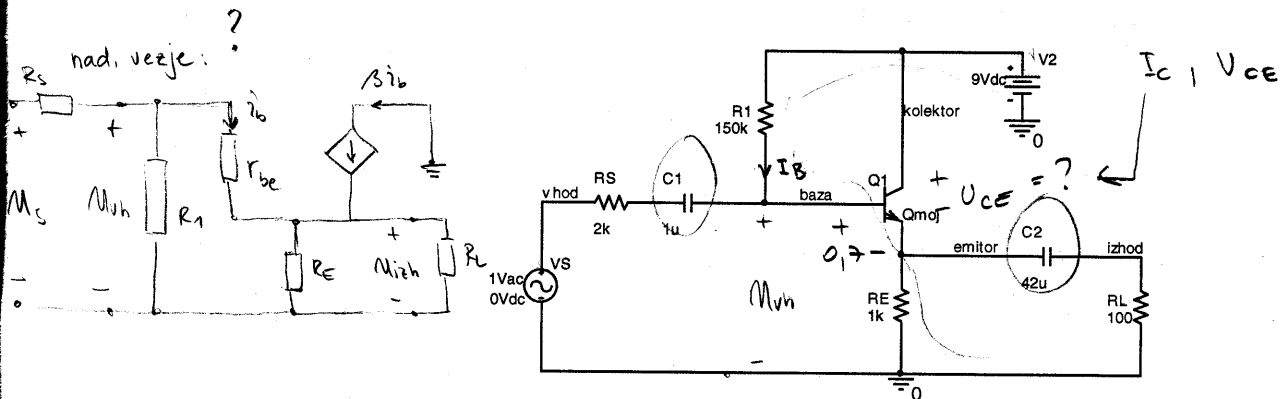 ?
nad. vezje:
RS
+
us
-
+
uvh
-
R1
ib
rbe
βib
RE
+
uizh
-
RL
vhod
RS
2k
C1
1u
VS
1Vac
0Vdc
R1
150k
IB
baza
+
+
0,7 -
Uvh
-
kolektor
Q1
Qmoj
+
UCE = ?
-
emitor
RE
1k
0
C2
42u
izhod
RL
100
V2
9Vdc
+
-
0
IC , UCE